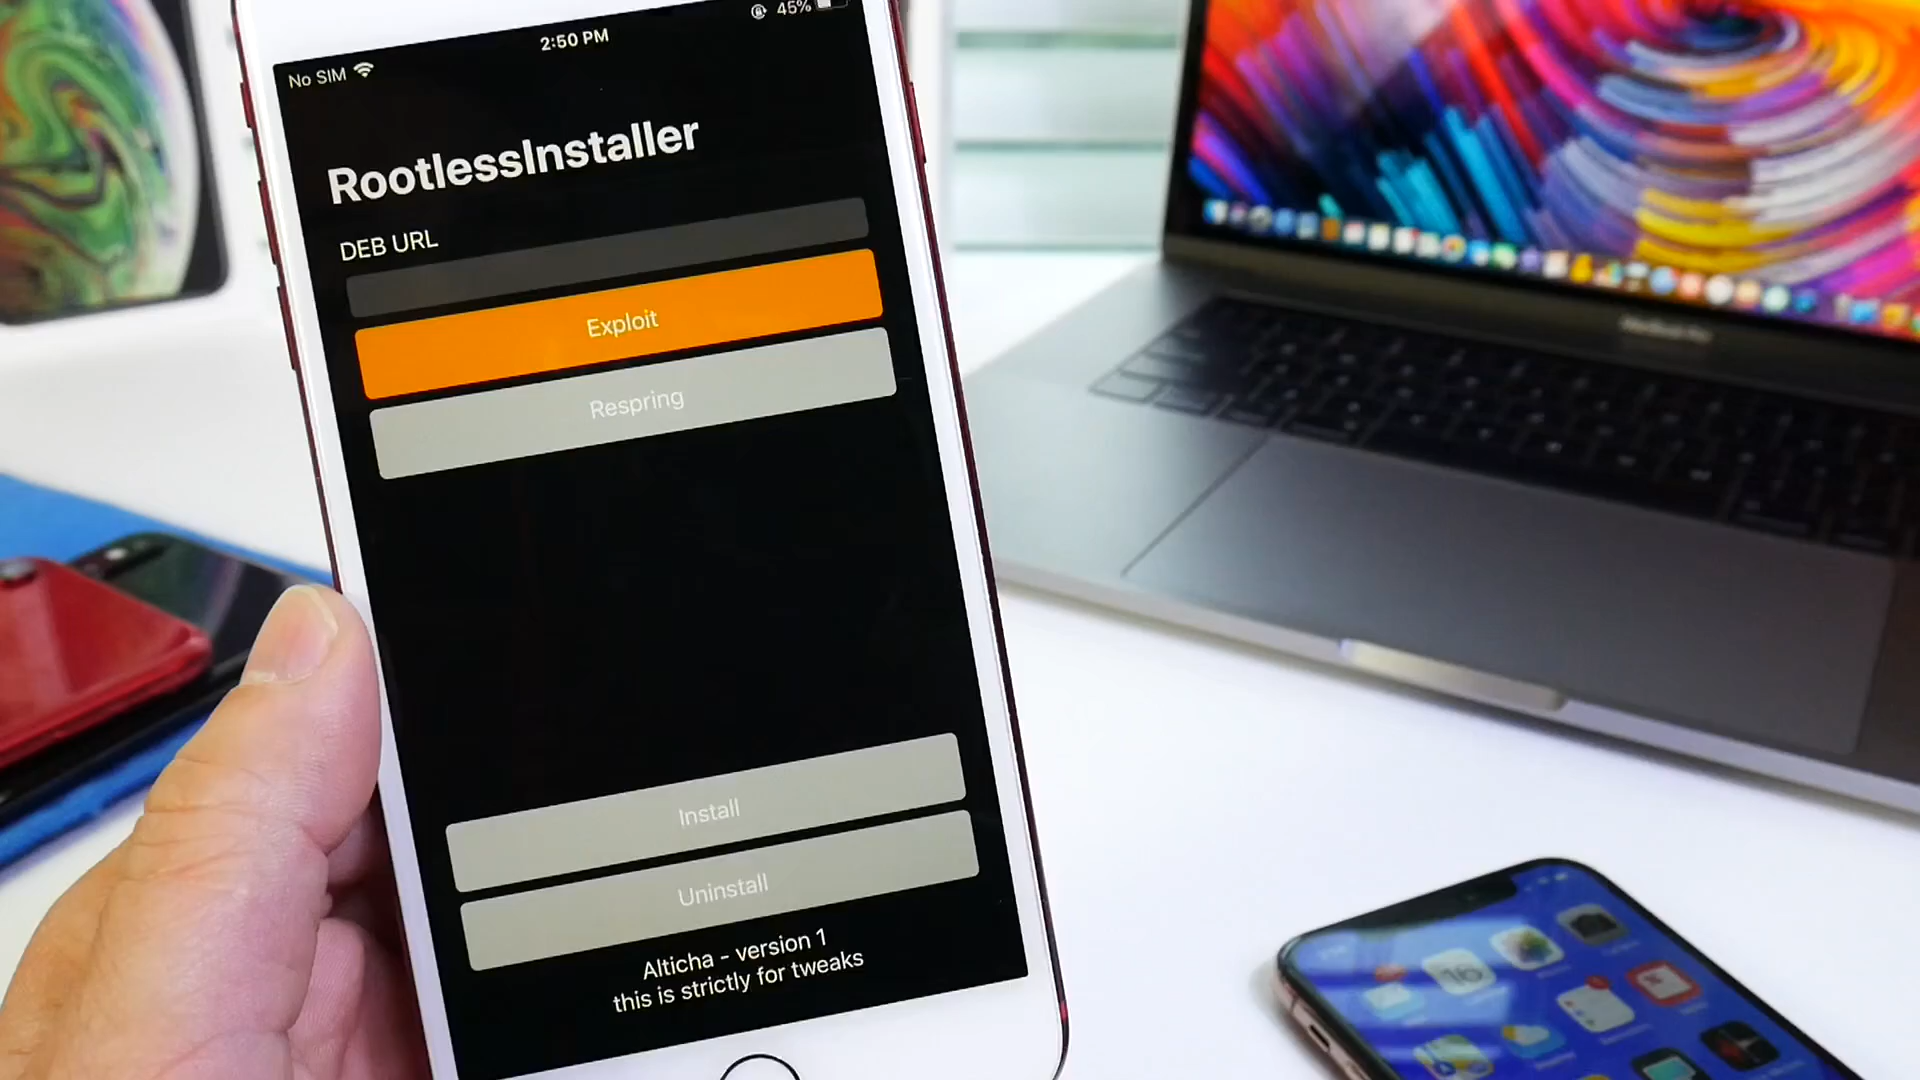 2:50 PM
45%
No SIM
RootlessInstaller
DEB URL
Exploit
Respring
Install
Uninstall
Alticha - version 1
this is strictly for tweaks
16